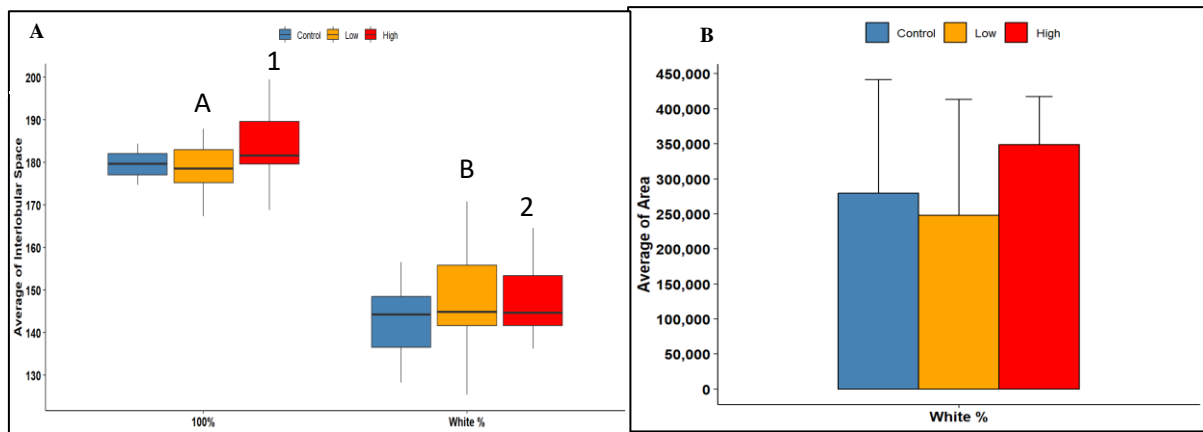 A
Control Low High
1
A
B
2
200
190
180
170
160
150
140
130
Average of Interlobular Space
100% White %
B
Control Low High
450,000
400,000
350,000
300,000
250,000
200,000
150,000
100,000
50,000
0
Average of Area
White %